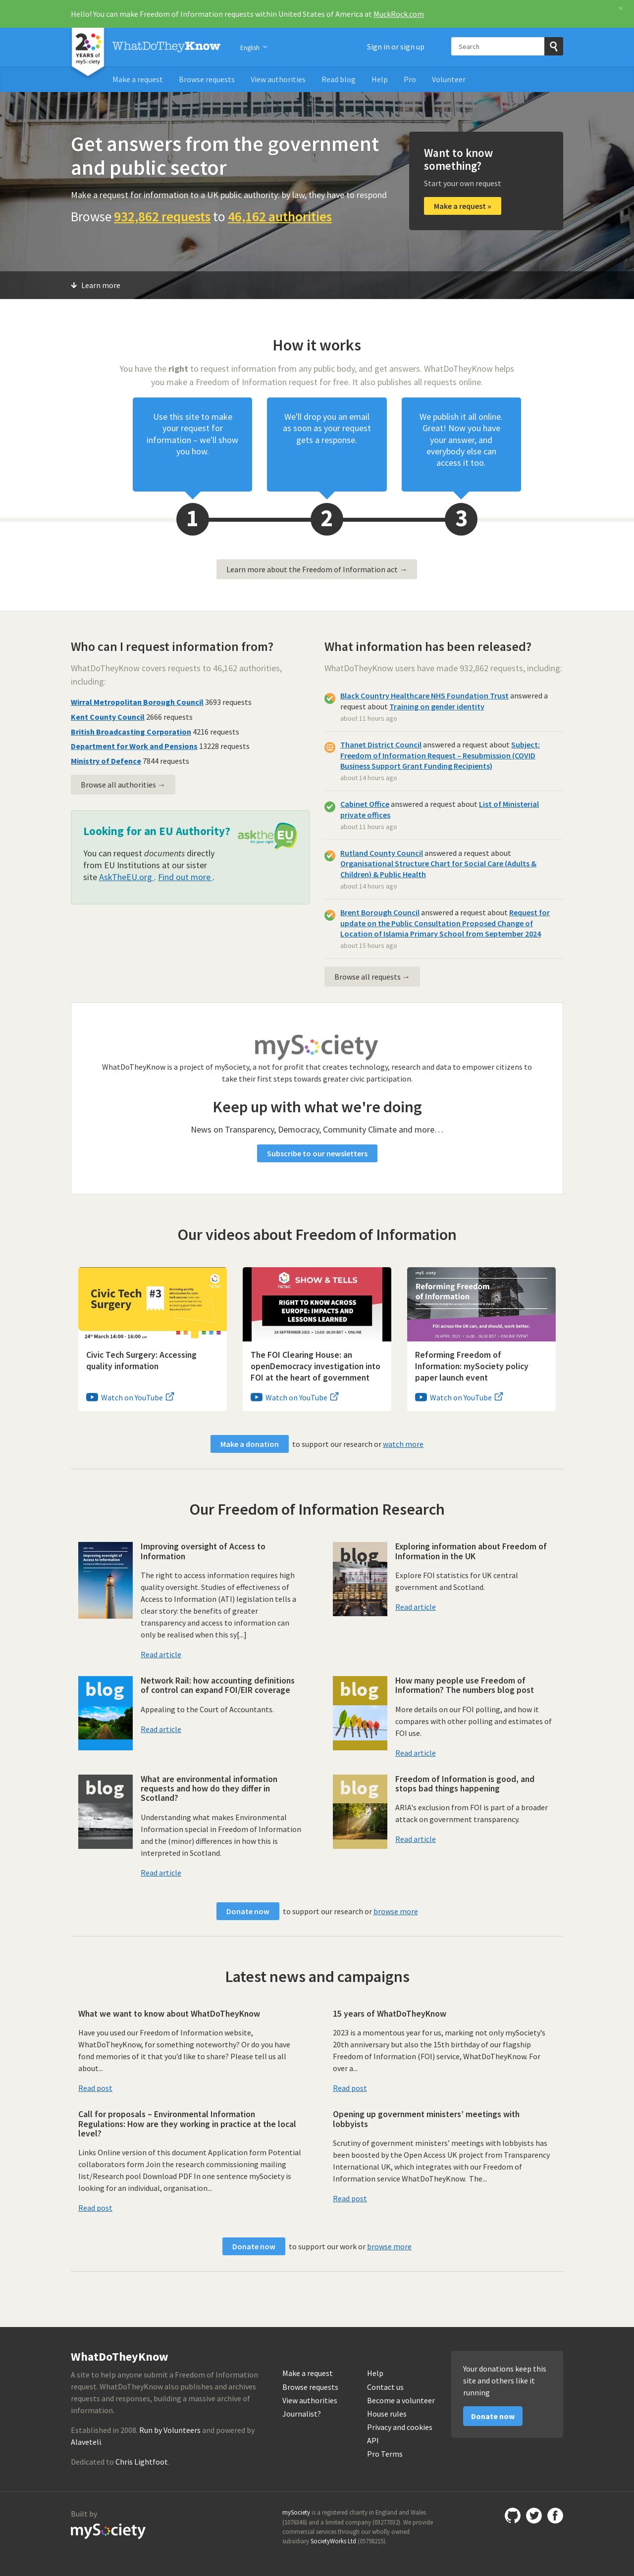 Hello! You can make Freedom of Information requests within United States of America at MuckRock.com
×
20
YEARS of
mySociety
WhatDoTheyKnow
English
Sign in or sign up
Search
Make a request
Browse requests
View authorities
Read blog
Help
Pro
Volunteer
Get answers from the government
and public sector
Make a request for information to a UK public authority: by law, they have to respond
Browse 932,862 requests to 46,162 authorities
Want to know
something?
Start your own request
Make a request »
Learn more
How it works
You have the right to request information from any public body, and get answers. WhatDoTheyKnow helps
you make a Freedom of Information request for free. It also publishes all requests online.
Use this site to make
your request for
information – we'll show
you how.
We'll drop you an email
as soon as your request
gets a response.
We publish it all online.
Great! Now you have
your answer, and
everybody else can
access it too.
1
2
3
Learn more about the Freedom of Information act →
Who can I request information from?
WhatDoTheyKnow covers requests to 46,162 authorities,
including:
Wirral Metropolitan Borough Council 3693 requests
Kent County Council 2666 requests
British Broadcasting Corporation 4216 requests
Department for Work and Pensions 13228 requests
Ministry of Defence 7844 requests
Browse all authorities →
Looking for an EU Authority?
asktheEU
it's your right
You can request documents directly
from EU Institutions at our sister
site AskTheEU.org . Find out more .
What information has been released?
WhatDoTheyKnow users have made 932,862 requests, including:
Black Country Healthcare NHS Foundation Trust answered a
request about Training on gender identity
about 11 hours ago
Thanet District Council answered a request about Subject:
Freedom of Information Request – Resubmission (COVID
Business Support Grant Funding Recipients)
about 14 hours ago
Cabinet Office answered a request about List of Ministerial
private offices
about 11 hours ago
Rutland County Council answered a request about
Organisational Structure Chart for Social Care (Adults &
Children) & Public Health
about 14 hours ago
Brent Borough Council answered a request about Request for
update on the Public Consultation Proposed Change of
Location of Islamia Primary School from September 2024
about 15 hours ago
Browse all requests →
mySociety
WhatDoTheyKnow is a project of mySociety, a not for profit that creates technology, research and data to empower citizens to
take their first steps towards greater civic participation.
Keep up with what we're doing
News on Transparency, Democracy, Community Climate and more…
Subscribe to our newsletters
Our videos about Freedom of Information
Civic Tech
Surgery
#3
24th March 14:00 - 16:00
Civic Tech Surgery: Accessing
quality information
Watch on YouTube
SHOW & TELLS
RIGHT TO KNOW ACROSS
EUROPE: IMPACTS AND
LESSONS LEARNED
The FOI Clearing House: an
openDemocracy investigation into
FOI at the heart of government
Watch on YouTube
mySociety
Reforming Freedom
of Information
FOI across the UK can, and should, work better.
Reforming Freedom of
Information: mySociety policy
paper launch event
Watch on YouTube
Make a donation to support our research or watch more
Our Freedom of Information Research
Improving oversight of
Access to Information
Improving oversight of Access to
Information
The right to access information requires high
quality oversight. Studies of effectiveness of
Access to Information (ATI) legislation tells a
clear story: the benefits of greater
transparency and access to information can
only be realised when this sy[...]
Read article
blog
Exploring information about Freedom of
Information in the UK
Explore FOI statistics for UK central
government and Scotland.
Read article
blog
Network Rail: how accounting definitions
of control can expand FOI/EIR coverage
Appealing to the Court of Accountants.
Read article
blog
How many people use Freedom of
Information? The numbers blog post
More details on our FOI polling, and how it
compares with other polling and estimates of
FOI use.
Read article
blog
What are environmental information
requests and how do they differ in
Scotland?
Understanding what makes Environmental
Information special in Freedom of Information
and the (minor) differences in how this is
interpreted in Scotland.
Read article
blog
Freedom of Information is good, and
stops bad things happening
ARIA's exclusion from FOI is part of a broader
attack on government transparency.
Read article
Donate now to support our research or browse more
Latest news and campaigns
What we want to know about WhatDoTheyKnow
Have you used our Freedom of Information website,
WhatDoTheyKnow, for something noteworthy? Or do you have
fond memories of it that you'd like to share? Please tell us all
about...
Read post
15 years of WhatDoTheyKnow
2023 is a momentous year for us, marking not only mySociety's
20th anniversary but also the 15th birthday of our flagship
Freedom of Information (FOI) service, WhatDoTheyKnow. For
over a...
Read post
Call for proposals – Environmental Information
Regulations: How are they working in practice at the local
level?
Links Online version of this document Application Form Potential
collaborators form Join the research commissioning mailing
list/Research pool Download PDF In one sentence mySociety is
looking for an individual, organisation...
Read post
Opening up government ministers' meetings with
lobbyists
Scrutiny of government ministers' meetings with lobbyists has
been boosted by the Open Access UK project from Transparency
International UK, which integrates with our Freedom of
Information service WhatDoTheyKnow. The...
Read post
Donate now to support our work or browse more
WhatDoTheyKnow
A site to help anyone submit a Freedom of Information
request. WhatDoTheyKnow also publishes and archives
requests and responses, building a massive archive of
information.
Established in 2008. Run by Volunteers and powered by
Alaveteli.
Dedicated to Chris Lightfoot.
Make a request
Browse requests
View authorities
Journalist?
Help
Contact us
Become a volunteer
House rules
Privacy and cookies
API
Pro Terms
Your donations keep this
site and others like it
running
Donate now
Built by
mySociety
mySociety is a registered charity in England and Wales
(1076346) and a limited company (03277032). We provide
commercial services through our wholly owned
subsidiary SocietyWorks Ltd (05798215).